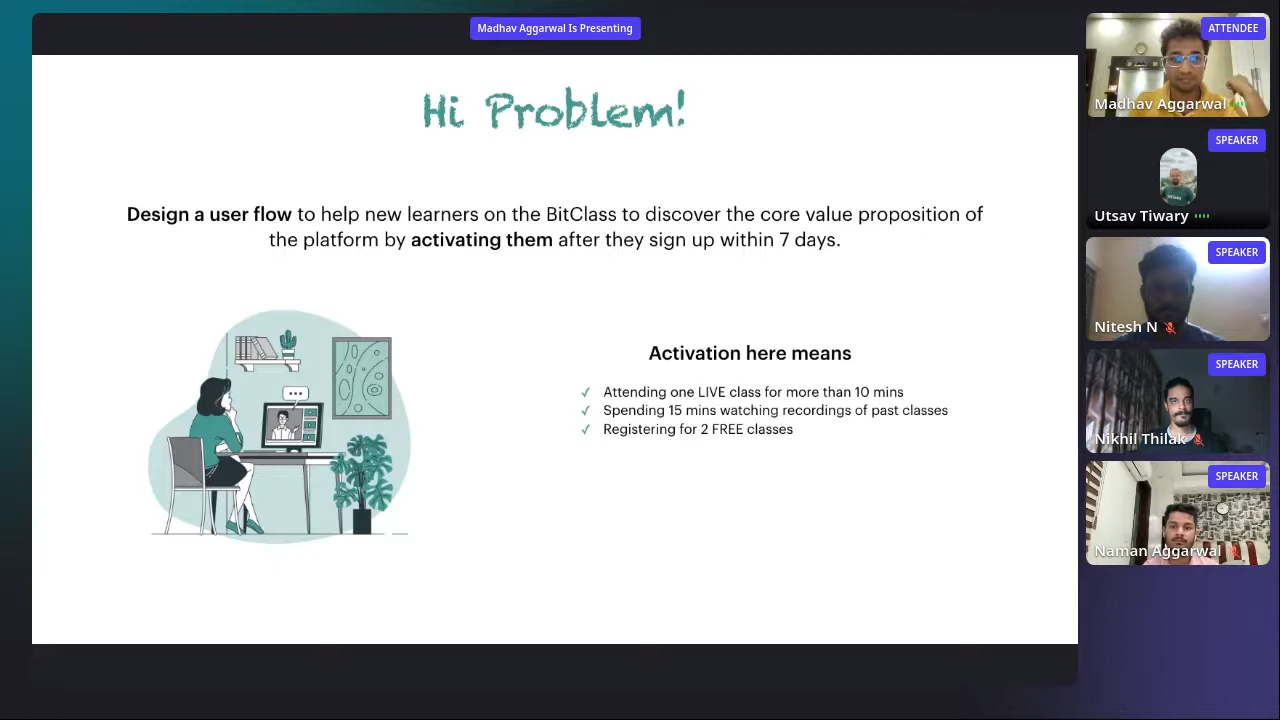 Madhav Aggarwal Is Presenting
Hi Problem!
Design a user flow to help new learners on the BitClass to discover the core value proposition of
the platform by activating them after they sign up within 7 days.
Activation here means
✓ Attending one LIVE class for more than 10 mins
✓ Spending 15 mins watching recordings of past classes
✓ Registering for 2 FREE classes
ATTENDEE
Madhav Aggarwal
SPEAKER
Utsav Tiwary
SPEAKER
Nitesh N
SPEAKER
Nikhil Thilak
SPEAKER
Naman Aggarwal